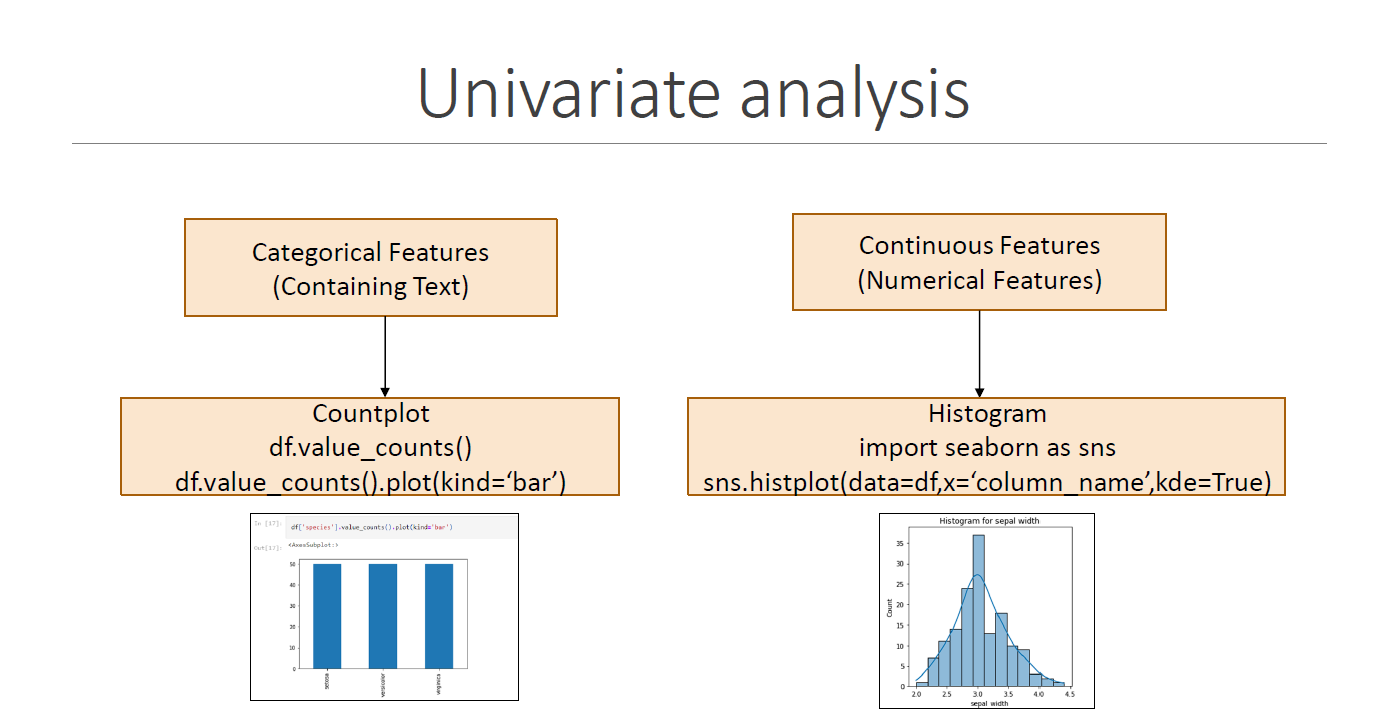 Univariate analysis
Categorical Features
(Containing Text)
Continuous Features
(Numerical Features)
Countplot
df.value_counts()
df.value_counts().plot(kind=‘bar’)
Histogram
import seaborn as sns
sns.histplot(data=df,x=‘column_name’,kde=True)
In [17]: df['species'].value_counts().plot(kind='bar')
Out[17]: <AxesSubplot:>
50
40
30
20
10
0
setosa
versicolor
virginica
Histogram for sepal width
35
30
25
20
15
10
5
0
Count
2.0 2.5 3.0 3.5 4.0 4.5
sepal width